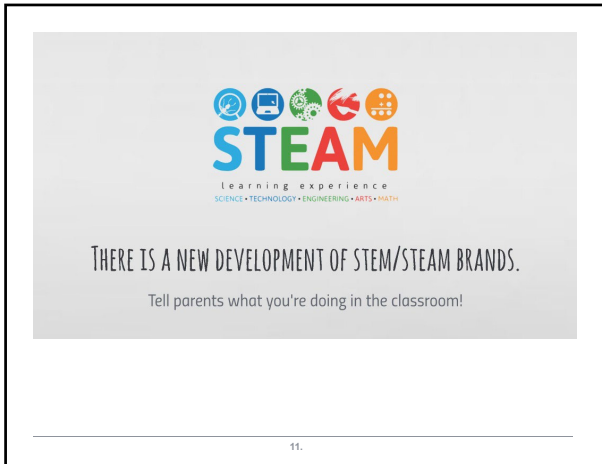 STEAM
learning experience
SCIENCE • TECHNOLOGY • ENGINEERING • ARTS • MATH
THERE IS A NEW DEVELOPMENT OF STEM/STEAM BRANDS.
Tell parents what you're doing in the classroom!
11.